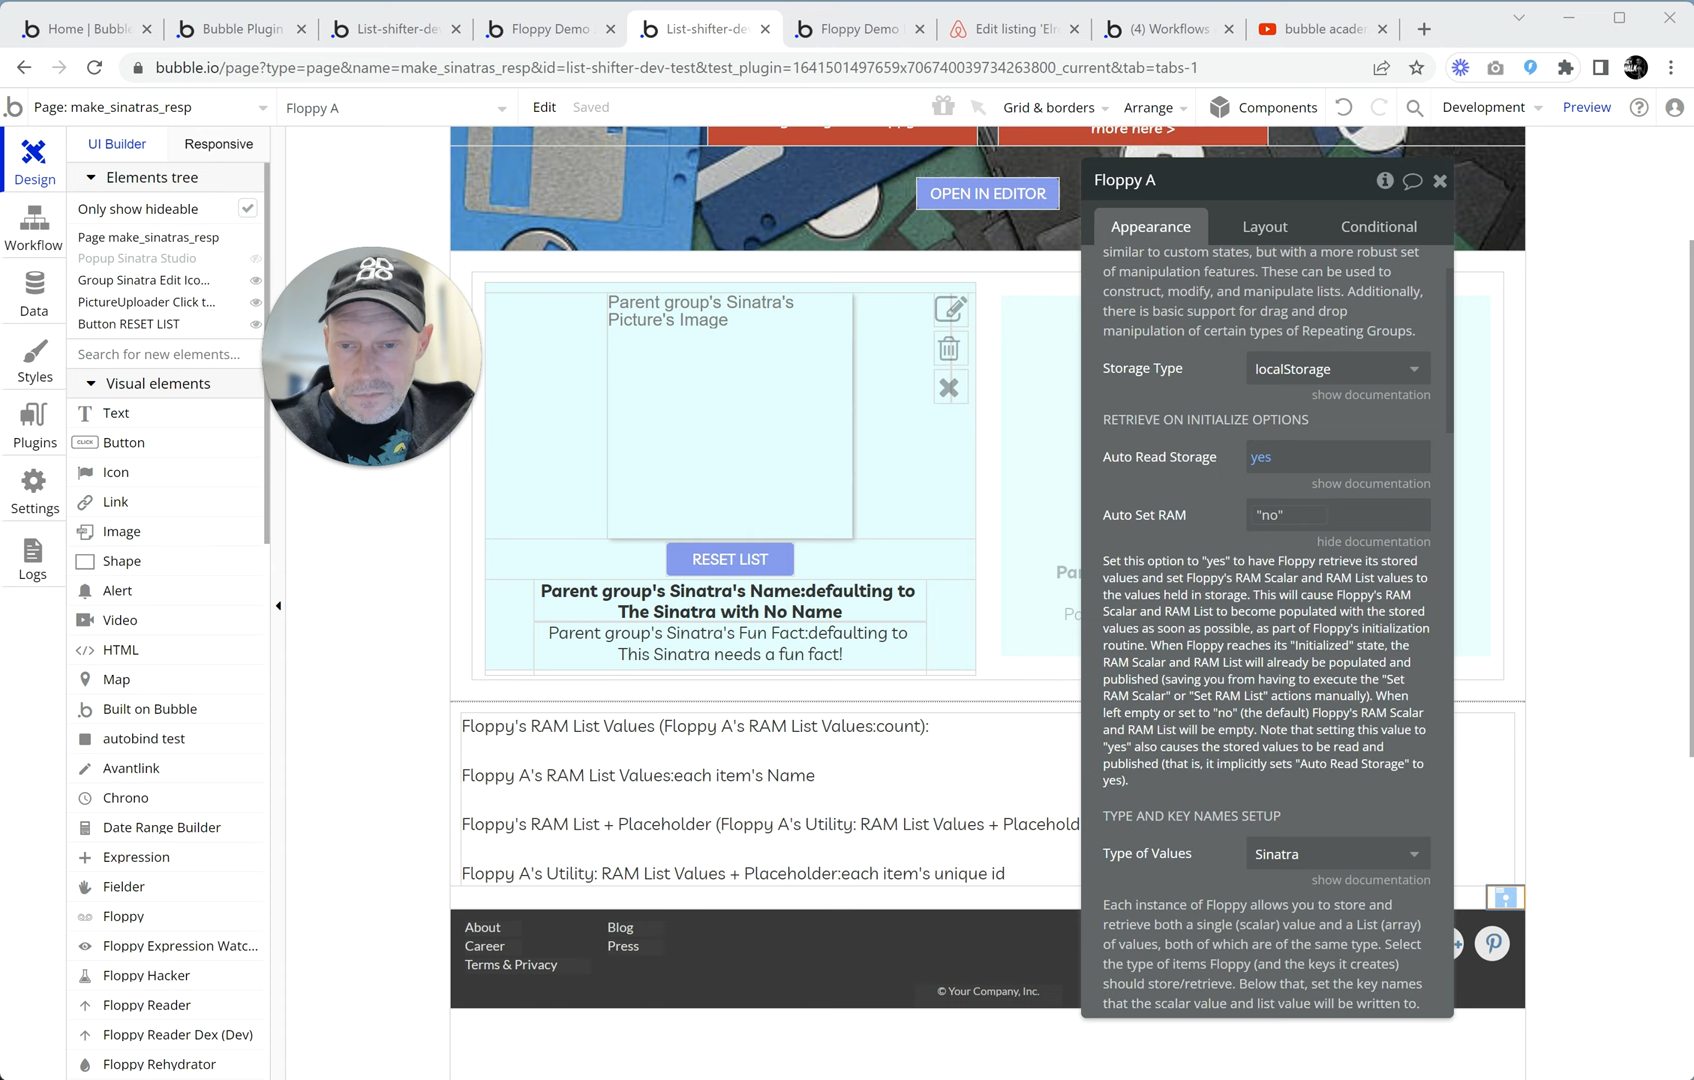 Home | Bubble
Bubble Plugin
List-shifter-de
Floppy Demo
List-shifter-de
Floppy Demo
Edit listing 'Elr
(4) Workflows
bubble acade
bubble.io/page?type=page&name=make_sinatras_resp&id=list-shifter-dev-test&test_plugin=1641501497659x706740039734263800_current&tab=tabs-1
Page: make_sinatras_resp
Floppy A
Edit
Saved
Grid & borders
Arrange
Components
Development
Preview
UI Builder
Responsive
Design
Workflow
Data
Styles
Plugins
Settings
Logs
Elements tree
Only show hideable
Page make_sinatras_resp
Popup Sinatra Studio
Group Sinatra Edit Ico...
PictureUploader Click t...
Button RESET LIST
Search for new elements...
Visual elements
Text
CLICK
Button
Icon
Link
Image
Shape
Alert
Video
HTML
Map
Built on Bubble
autobind test
Avantlink
Chrono
Date Range Builder
Expression
Fielder
Floppy
Floppy Expression Watc...
Floppy Hacker
Floppy Reader
Floppy Reader Dex (Dev)
Floppy Rehydrator
more here >
OPEN IN EDITOR
Parent group's Sinatra's
Picture's Image
RESET LIST
Parent group's Sinatra's Name:defaulting to
The Sinatra with No Name
Parent group's Sinatra's Fun Fact:defaulting to
This Sinatra needs a fun fact!
Par
Pa
Floppy's RAM List Values (Floppy A's RAM List Values:count):
Floppy A's RAM List Values:each item's Name
Floppy's RAM List + Placeholder (Floppy A's Utility: RAM List Values + Placehold
Floppy A's Utility: RAM List Values + Placeholder:each item's unique id
About
Blog
Career
Press
Terms & Privacy
© Your Company, Inc.
Floppy A
Appearance
Layout
Conditional
similar to custom states, but with a more robust set
of manipulation features. These can be used to
construct, modify, and manipulate lists. Additionally,
there is basic support for drag and drop
manipulation of certain types of Repeating Groups.
Storage Type
localStorage
show documentation
RETRIEVE ON INITIALIZE OPTIONS
Auto Read Storage
yes
show documentation
Auto Set RAM
"no"
hide documentation
Set this option to "yes" to have Floppy retrieve its stored
values and set Floppy's RAM Scalar and RAM List values to
the values held in storage. This will cause Floppy's RAM
Scalar and RAM List to become populated with the stored
values as soon as possible, as part of Floppy's initialization
routine. When Floppy reaches its "Initialized" state, the
RAM Scalar and RAM List will already be populated and
published (saving you from having to execute the "Set
RAM Scalar" or "Set RAM List" actions manually). When
left empty or set to "no" (the default) Floppy's RAM Scalar
and RAM List will be empty. Note that setting this value to
"yes" also causes the stored values to be read and
published (that is, it implicitly sets "Auto Read Storage" to
yes).
TYPE AND KEY NAMES SETUP
Type of Values
Sinatra
show documentation
Each instance of Floppy allows you to store and
retrieve both a single (scalar) value and a List (array)
of values, both of which are of the same type. Select
the type of items Floppy (and the keys it creates)
should store/retrieve. Below that, set the key names
that the scalar value and list value will be written to.